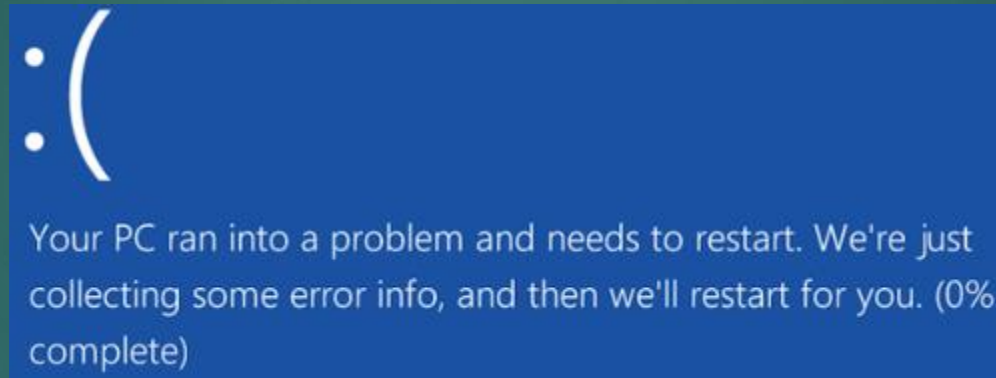 :(
Your PC ran into a problem and needs to restart. We're just
collecting some error info, and then we'll restart for you. (0%
complete)